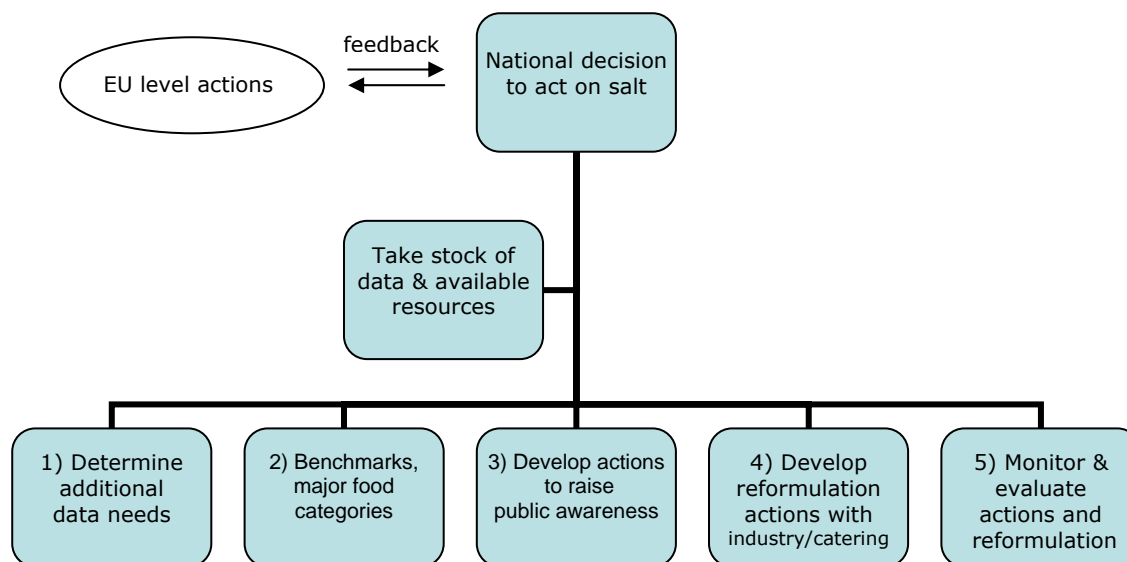 feedback
EU level actions
National decision
to act on salt
Take stock of
data & available
resources
1) Determine
additional
data needs
2) Benchmarks,
major food
categories
3) Develop actions
to raise
public awareness
4) Develop
reformulation
actions with
industry/catering
5) Monitor &
evaluate
actions and
reformulation